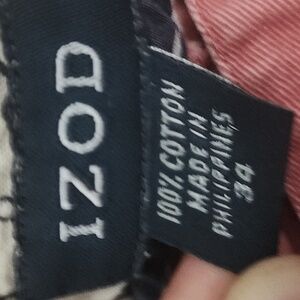 IZOD
100% COTTON
MADE IN
PHILIPPINES
34